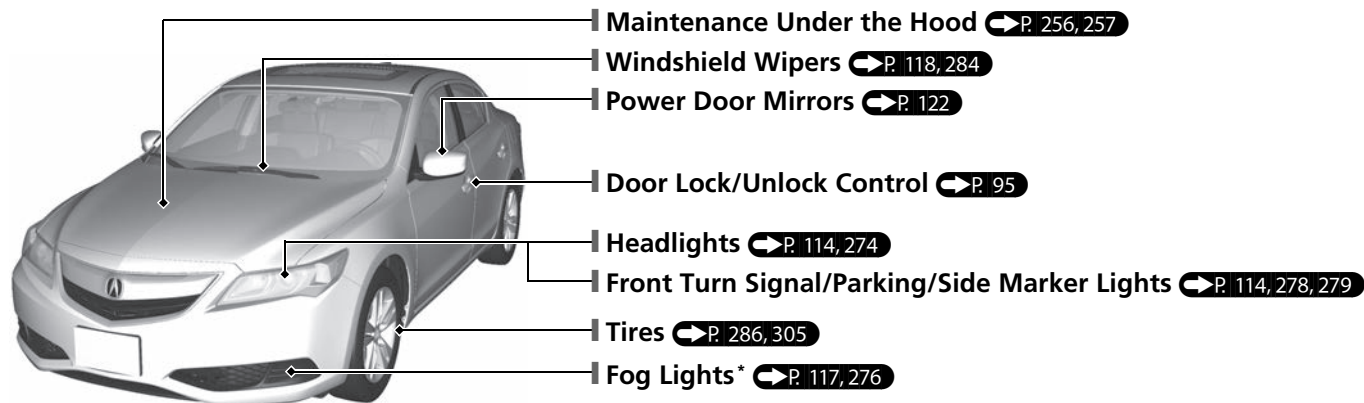 Maintenance Under the Hood P. 256, 257
Windshield Wipers P. 118, 284
Power Door Mirrors P. 122
Door Lock/Unlock Control P. 95
Headlights P. 114, 274
Front Turn Signal/Parking/Side Marker Lights P. 114, 278, 279
Tires P. 286, 305
Fog Lights* P. 117, 276